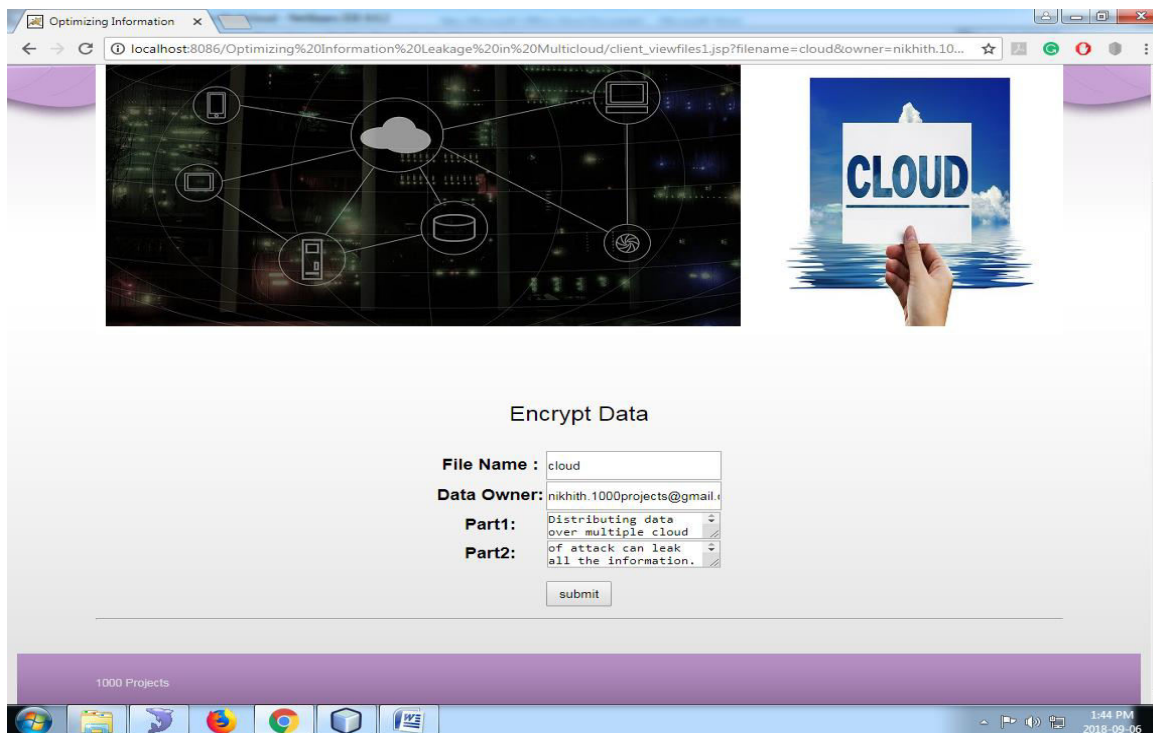 Optimizing Information
localhost:8086/Optimizing%20Information%20Leakage%20in%20Multicloud/client_viewfiles1.jsp?filename=cloud&owner=nikhith.10...
CLOUD
Encrypt Data
File Name : cloud
Data Owner: nikhith.1000projects@gmail.
Part1: Distributing data
over multiple cloud
Part2: of attack can leak
all the information.
submit
1000 Projects
1:44 PM
2018-09-06